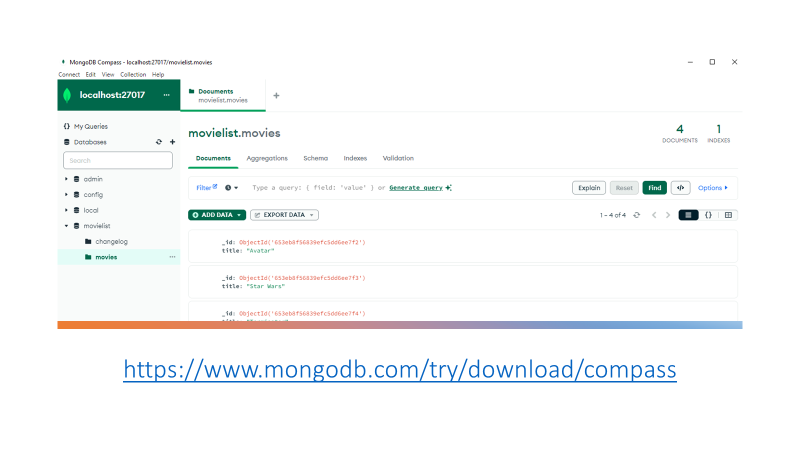 MongoDB Compass - localhost:27017/movielist.movies
Connect Edit View Collection Help
localhost:27017 ...
Documents
movielist.movies
My Queries
Databases
Search
admin
config
local
movielist
changelog
movies ...
movielist.movies
4
DOCUMENTS
1
INDEXES
Documents Aggregations Schema Indexes Validation
Filter Type a query: { field: 'value' } or Generate query Explain Reset Find </> Options
ADD DATA EXPORT DATA 1 – 4 of 4 {}
_id: ObjectId('653eb8f56839efc5dd6ee7f2')
title: "Avatar"
_id: ObjectId('653eb8f56839efc5dd6ee7f3')
title: "Star Wars"
_id: ObjectId('653eb8f56839efc5dd6ee7f4')
https://www.mongodb.com/try/download/compass